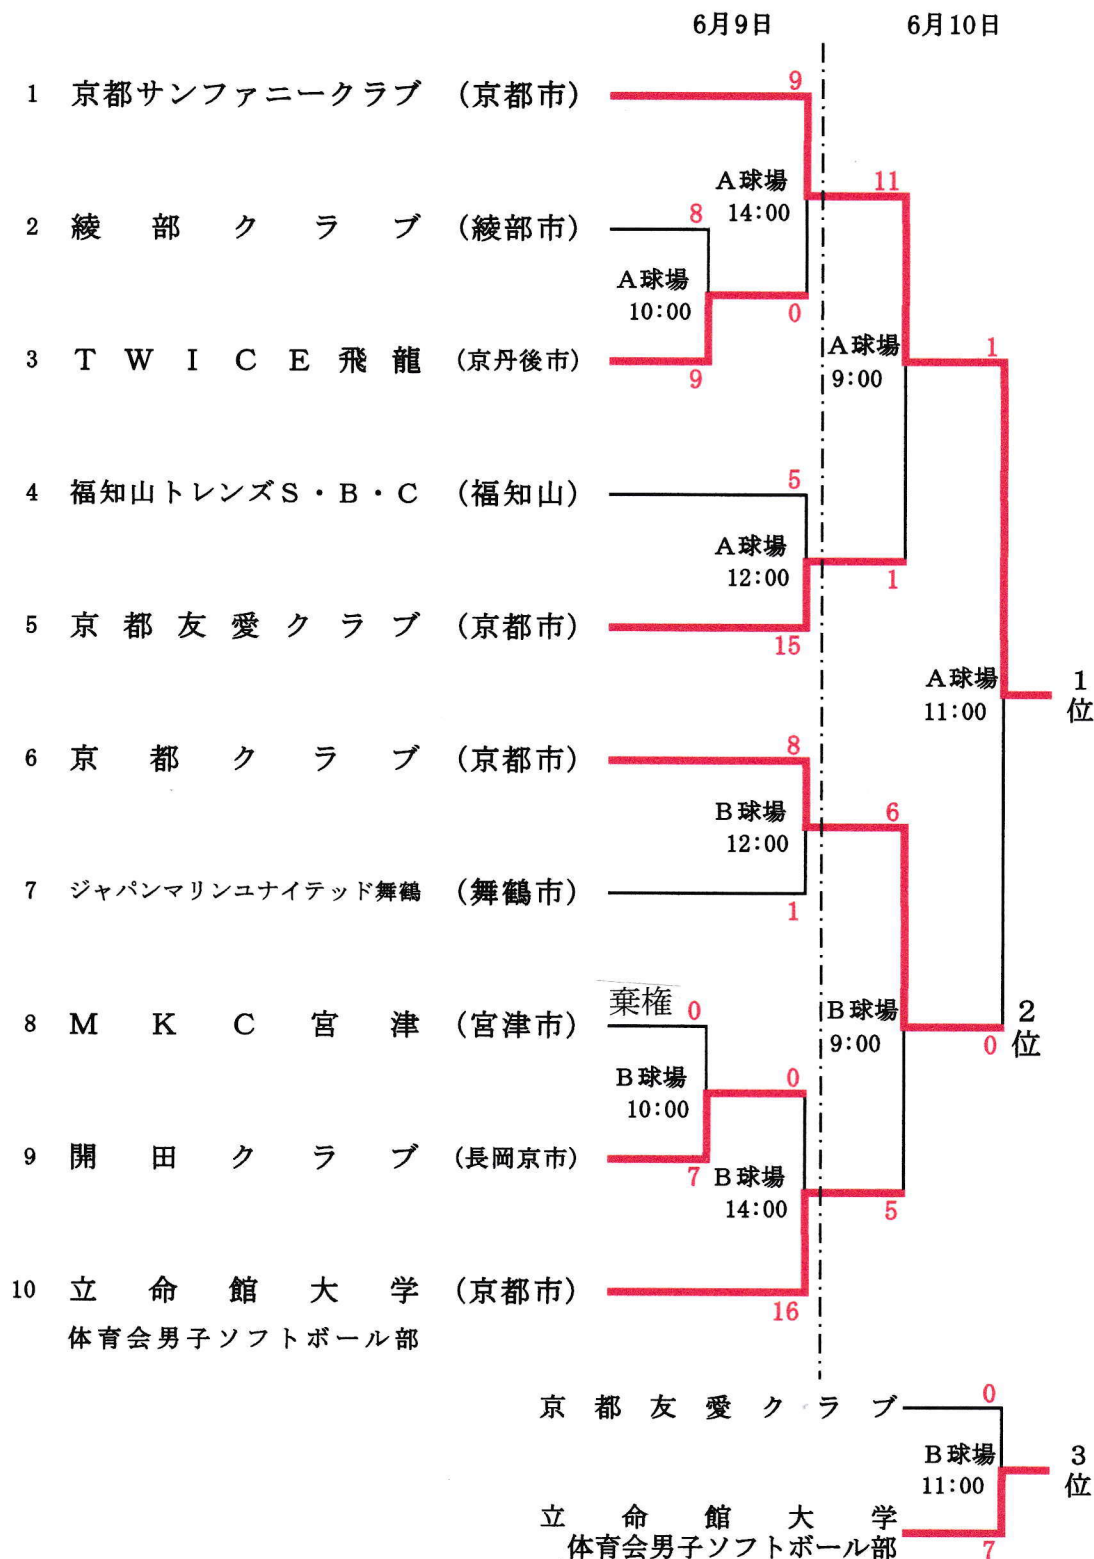 6月9日 6月10日
9
1 京都サンファニークラブ (京都市)
A球場 11
14:00
8
2 綾部クラブ (綾部市)
A球場
10:00
0
A球場 1
3 TWICE飛龍 (京丹後市)
9:00
9
5
4 福知山トレンズS・B・C (福知山)
A球場
12:00 1
5 京都友愛クラブ (京都市)
15
A球場 1位
11:00
8
6 京都クラブ (京都市)
B球場 6
12:00
7 ジャパンマリンユナイテッド舞鶴 (舞鶴市)
1
棄権 0
8 MKC宮津 (宮津市)
B球場 2位
9:00 0
B球場 0
10:00
9 開田クラブ (長岡京市)
7 B球場
14:00 5
10 立命館大学 (京都市)
16
体育会男子ソフトボール部
0
京都友愛クラブ
B球場 3位
11:00
立命館大学
体育会男子ソフトボール部 7